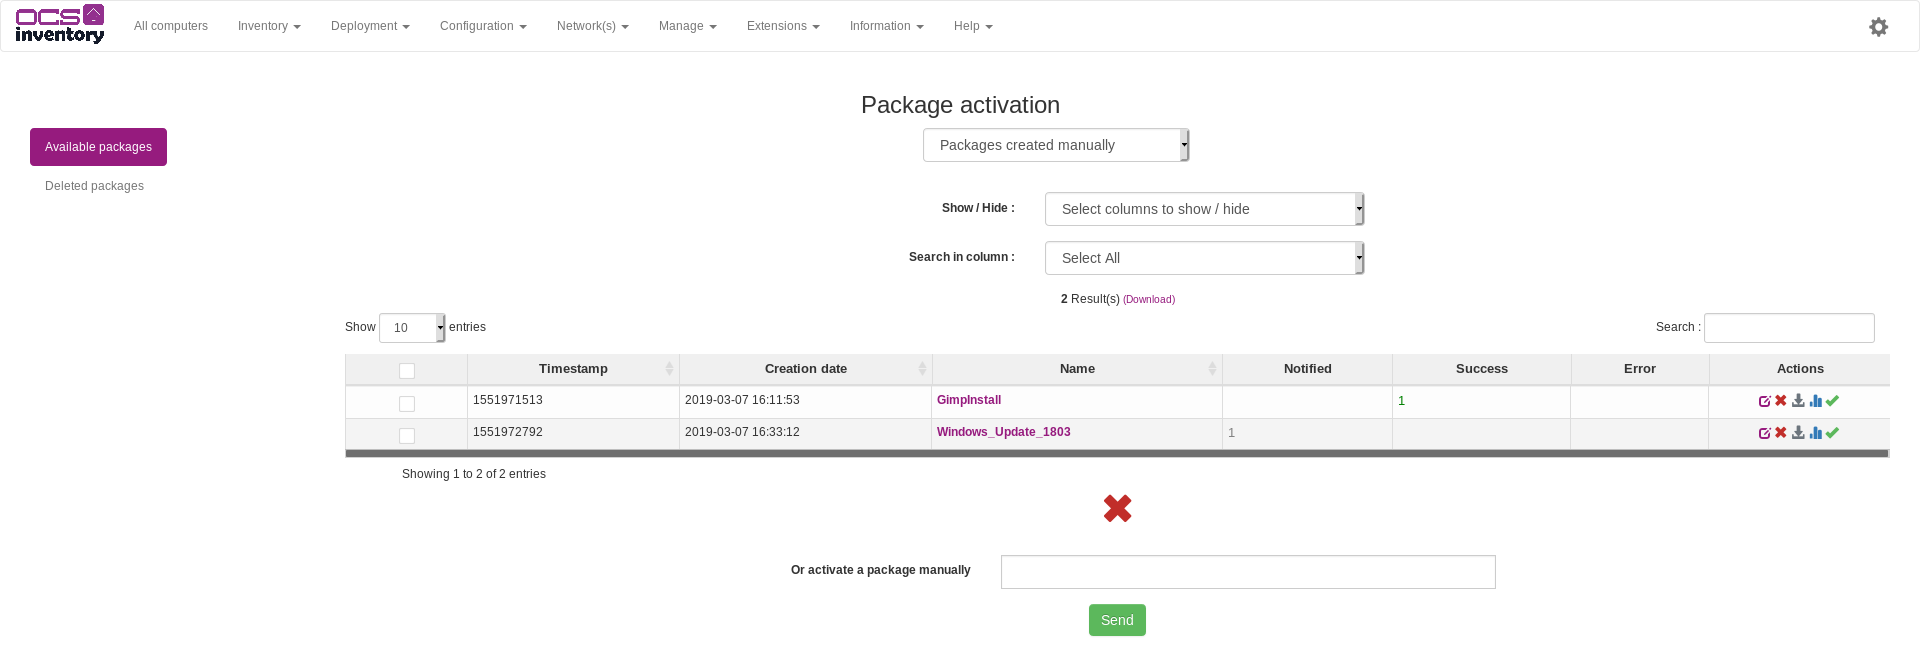 OCS inventory All computers Inventory Deployment Configuration Network(s) Manage Extensions Information Help
Package activation
Available packages
Deleted packages
Packages created manually
Show / Hide : Select columns to show / hide
Search in column : Select All
2 Result(s) (Download)
Show 10 entries Search :
Timestamp Creation date Name Notified Success Error Actions
1551971513 2019-03-07 16:11:53 GimpInstall 1
1551972792 2019-03-07 16:33:12 Windows_Update_1803 1
Showing 1 to 2 of 2 entries
Or activate a package manually
Send